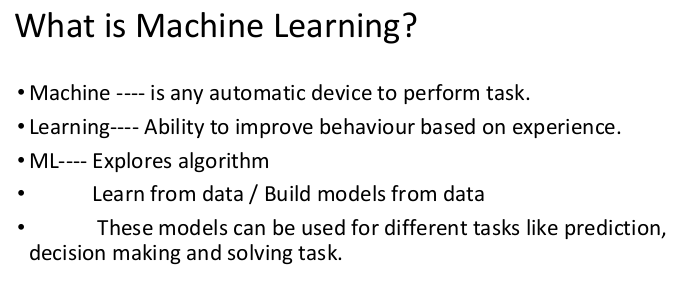 What is Machine Learning?
• Machine ---- is any automatic device to perform task.
• Learning---- Ability to improve behaviour based on experience.
• ML---- Explores algorithm
• Learn from data / Build models from data
• These models can be used for different tasks like prediction,
decision making and solving task.